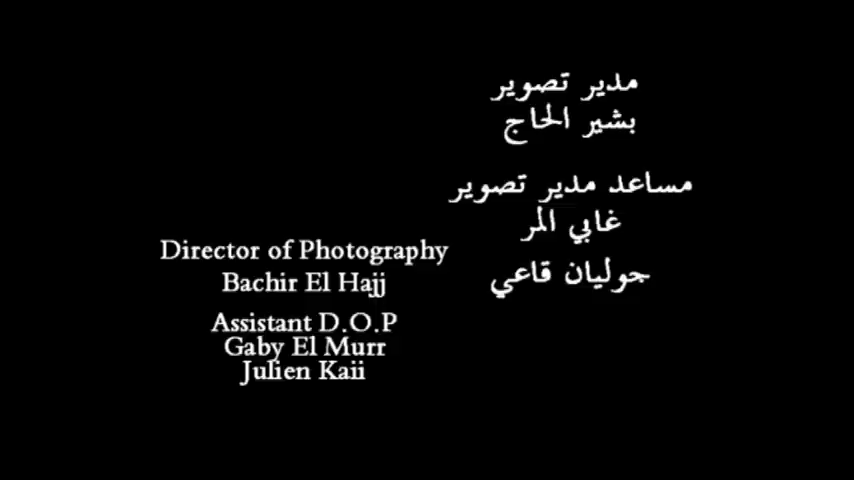 مدير تصوير
بشير الحاج
مساعد مدير تصوير
غابي المر
جوليان قاعي
Director of Photography
Bachir El Hajj
Assistant D.O.P
Gaby El Murr
Julien Kaii